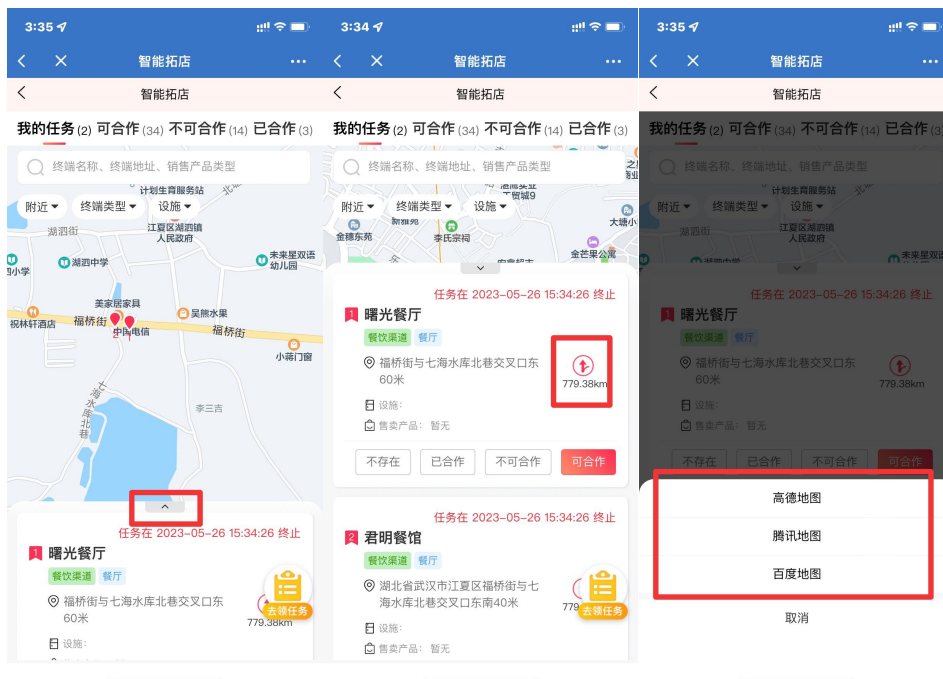 3:35
智能拓店
智能拓店
我的任务 (2) 可合作 (34) 不可合作 (14) 已合作 (3)
终端名称、终端地址、销售产品类型
计划生育服务站
附近 终端类型 设施
湖泗街
江夏区湖泗镇
人民政府
未来星双语
幼儿园
湖泗中学
泗小学
美家居家具
吴熊水果
祝林轩酒店
福桥街
中国电信
福桥街
小蒋门窗
七海水库北巷
李三吉
任务在 2023-05-26 15:34:26 终止
1 曙光餐厅
餐饮渠道 餐厅
福桥街与七海水库北巷交叉口东
60米
779.38km
去领任务
设施:
3:34
智能拓店
智能拓店
我的任务 (2) 可合作 (34) 不可合作 (14) 已合作 (3)
终端名称、终端地址、销售产品类型
工贸城9
附近 终端类型 设施
新雅苑
大塘小
金穗东苑
李氏宗祠
金芒果公寓
任务在 2023-05-26 15:34:26 终止
1 曙光餐厅
餐饮渠道 餐厅
福桥街与七海水库北巷交叉口东
60米
779.38km
设施:
售卖产品: 暂无
不存在 已合作 不可合作 可合作
任务在 2023-05-26 15:34:26 终止
2 君明餐馆
餐饮渠道 餐厅
湖北省武汉市江夏区福桥街与七
海水库北巷交叉口东南40米
779
去领任务
设施:
售卖产品: 暂无
3:35
智能拓店
智能拓店
我的任务 (2) 可合作 (34) 不可合作 (14) 已合作 (3
终端名称、终端地址、销售产品类型
计划生育服务站
附近 终端类型 设施
湖泗街
江夏区湖泗镇
人民政府
未来星双语
幼儿园
湖泗中学
任务在 2023-05-26 15:34:26 终止
1 曙光餐厅
餐饮渠道 餐厅
福桥街与七海水库北巷交叉口东
60米
779.38km
设施:
售卖产品: 暂无
不存在 已合作 不可合作 可合作
高德地图
腾讯地图
百度地图
取消